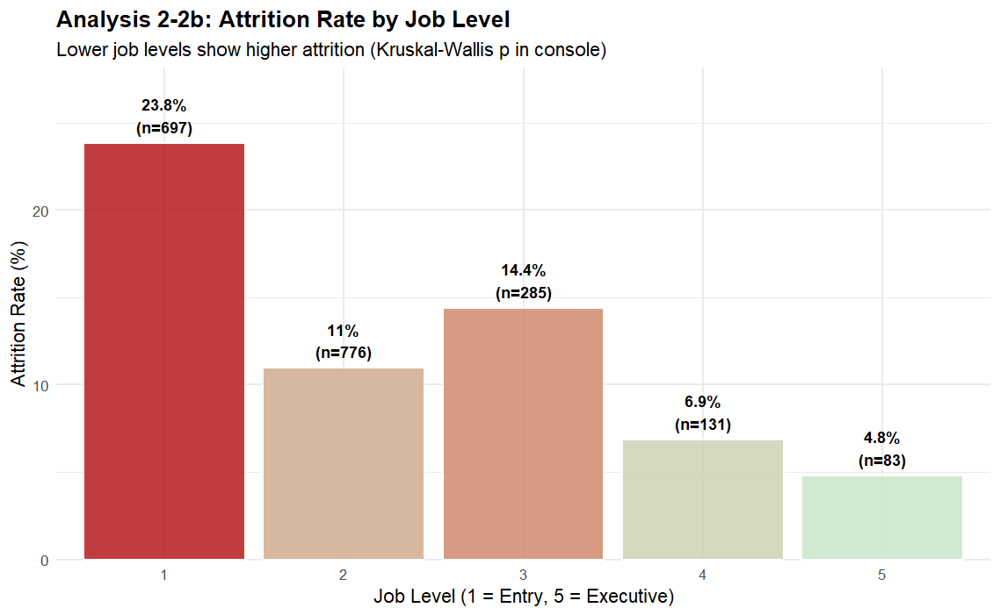 Analysis 2-2b: Attrition Rate by Job Level
Lower job levels show higher attrition (Kruskal-Wallis p in console)
Attrition Rate (%)
20
10
0
23.8%
(n=697)
11%
(n=776)
14.4%
(n=285)
6.9%
(n=131)
4.8%
(n=83)
1
2
3
4
5
Job Level (1 = Entry, 5 = Executive)